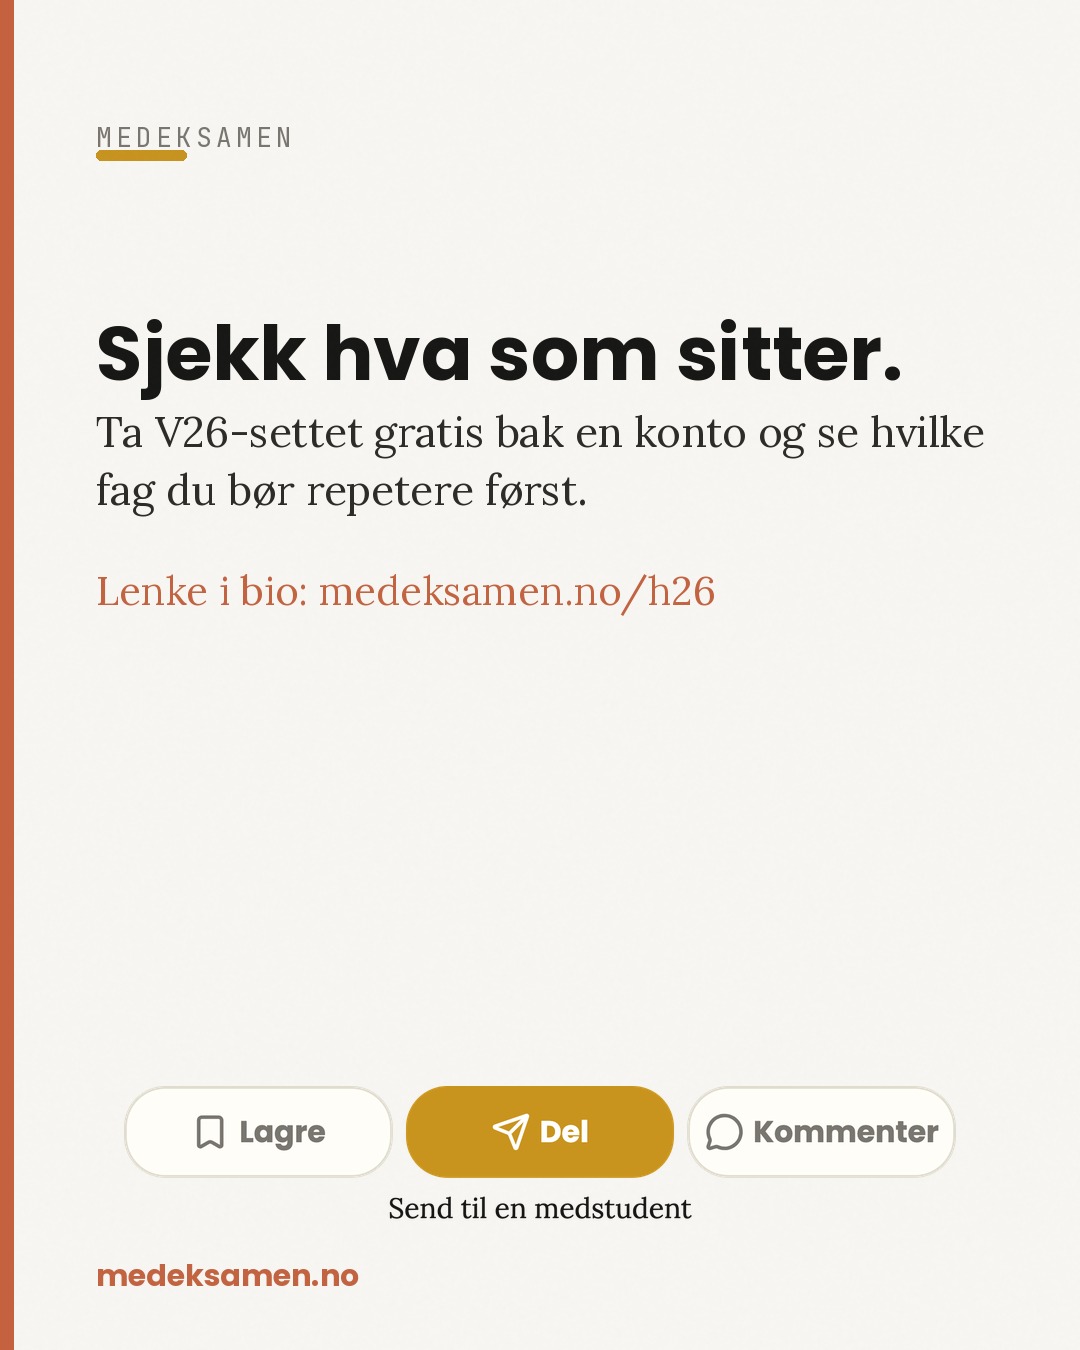 MEDEKSAMEN
Sjekk hva som sitter.
Ta V26-settet gratis bak en konto og se hvilke
fag du bør repetere først.
Lenke i bio: medeksamen.no/h26
Lagre
Del
Kommenter
Send til en medstudent
medeksamen.no